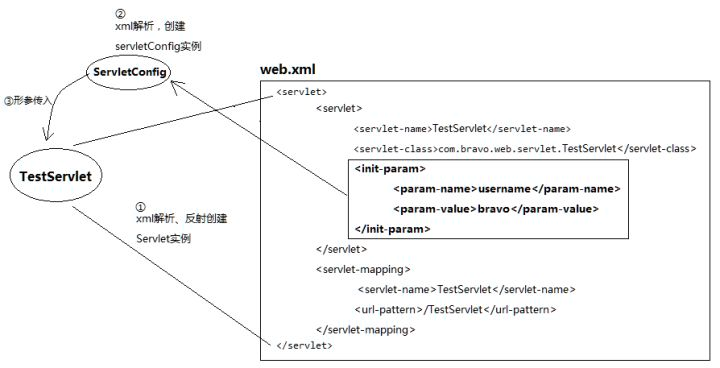 ②
xml解析，创建
servletConfig实例
ServletConfig
③形参传入
TestServlet
①
xml解析、反射创建
Servlet实例
web.xml
<servlet>
<servlet>
<servlet-name>TestServlet</servlet-name>
<servlet-class>com.bravo.web.servlet.TestServlet</servlet-class>
<init-param>
<param-name>username</param-name>
<param-value>bravo</param-value>
</init-param>
</servlet>
<servlet-mapping>
<servlet-name>TestServlet</servlet-name>
<url-pattern>/TestServlet</url-pattern>
</servlet-mapping>
</servlet>